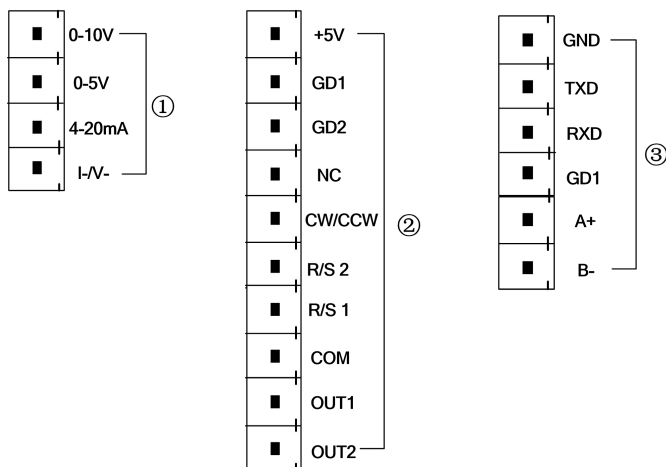 0-10V
0-5V
4-20mA
I-/V-
①
+5V
GD1
GD2
NC
CW/CCW
R/S 2
R/S 1
COM
OUT1
OUT2
②
GND
TXD
RXD
GD1
A+
B-
③